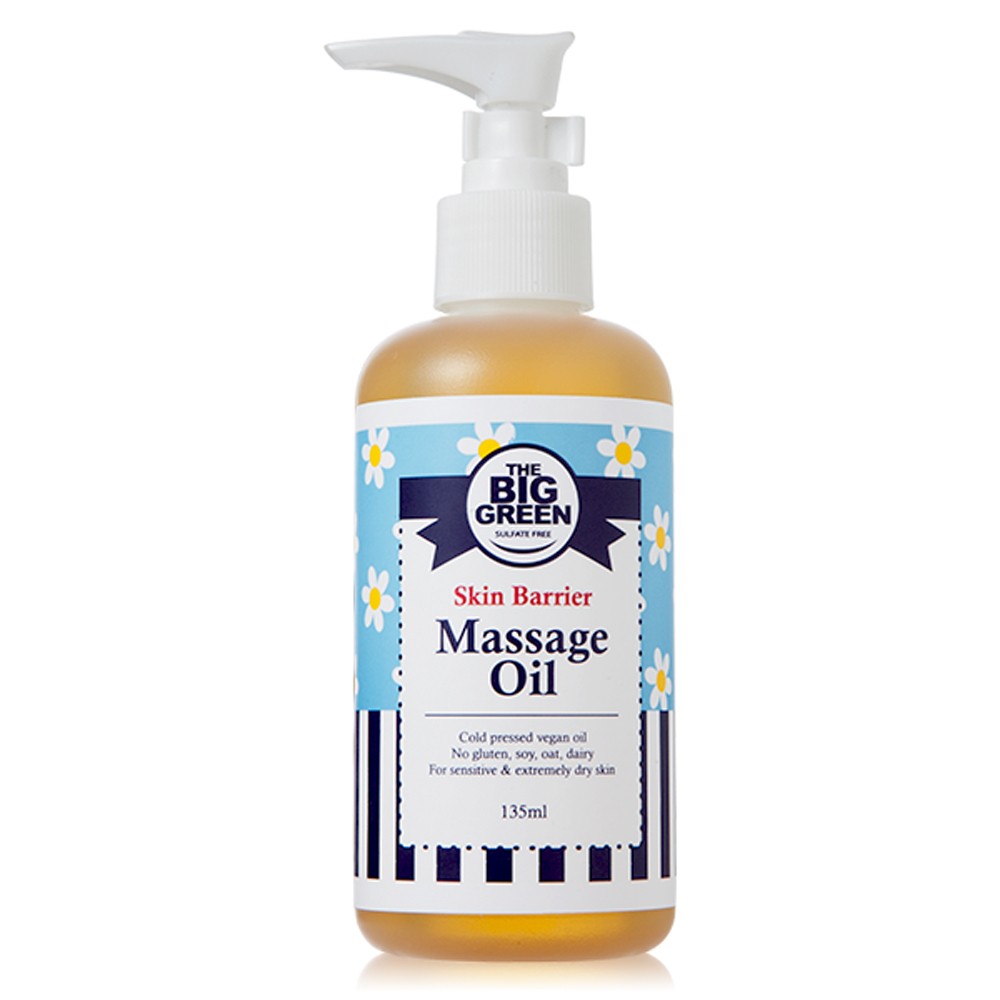 THE
BIG
GREEN
SULFATE FREE
Skin Barrier
Massage
Oil
Cold pressed vegan oil
No gluten, soy, oat, dairy
For sensitive & extremely dry skin
135ml